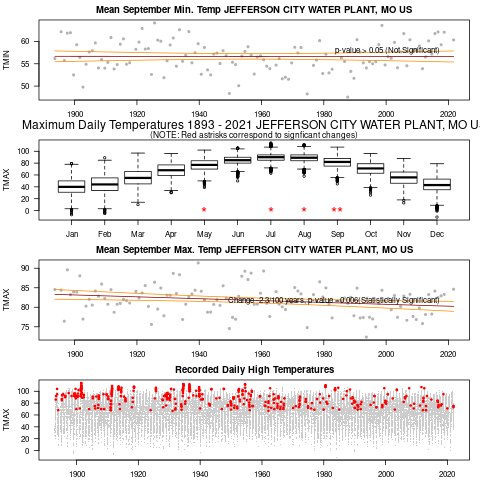 Mean September Min. Temp JEFFERSON CITY WATER PLANT, MO US
TMIN
60
55
50
p-value > 0.05 (Not Significant)
1900 1920 1940 1960 1980 2000 2020
Maximum Daily Temperatures 1893 - 2021 JEFFERSON CITY WATER PLANT, MO US
(NOTE: Red astrisks correspond to signficant changes)
TMAX
100
80
60
40
20
0
* * * **
Jan Feb Mar Apr May Jun Jul Aug Sep Oct Nov Dec
Mean September Max. Temp JEFFERSON CITY WATER PLANT, MO US
TMAX
90
85
80
75
Change -2.3/100 years, p-value =0.006(Statistically Significant)
1900 1920 1940 1960 1980 2000 2020
Recorded Daily High Temperatures
TMAX
100
80
60
40
20
0
1900 1920 1940 1960 1980 2000 2020